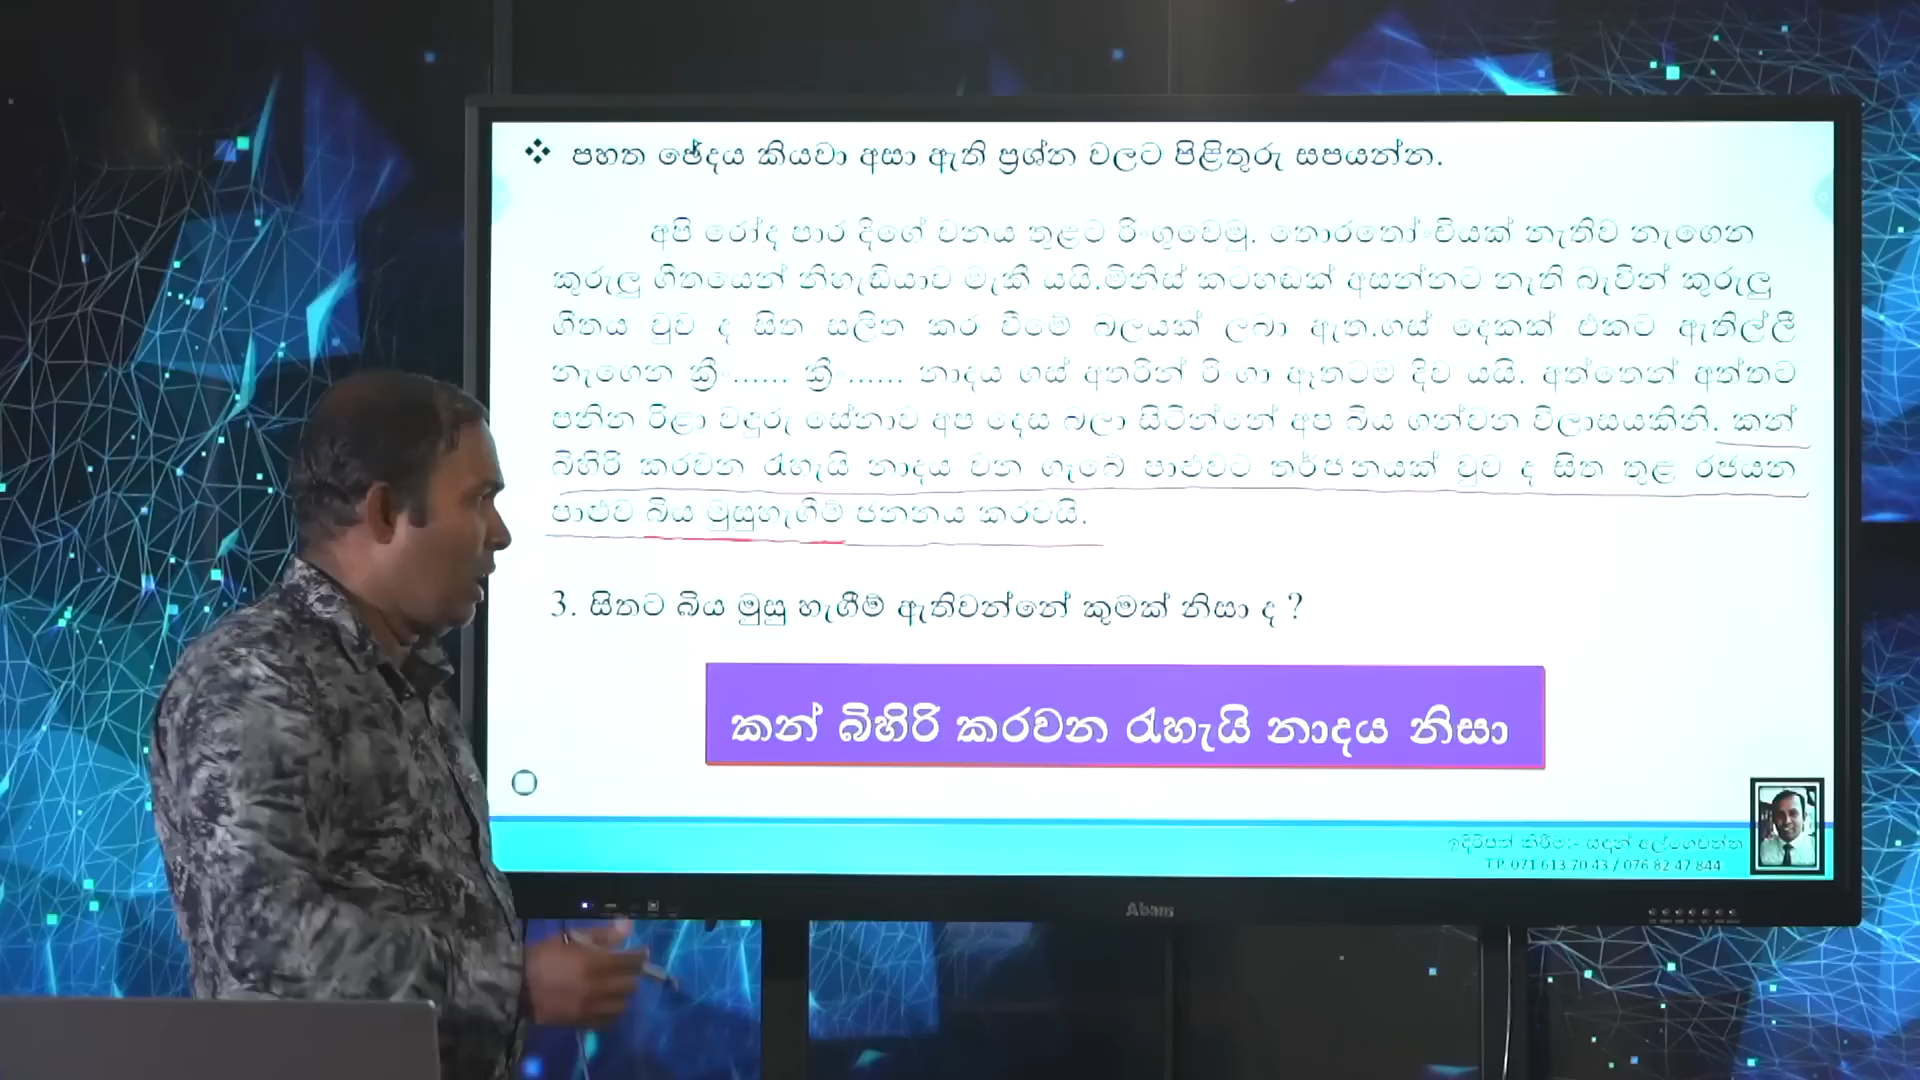 ❖ පහත ඡේදය කියවා අසා ඇති ප්‍රශ්න වලට පිළිතුරු සපයන්න.
අපි රෝද පාර දිගේ වනය තුළට රිංගුවෙමු. තොරතෝංචියක් නැතිව නැගෙන
කුරුලු ගීතයෙන් නිහැඬියාව මැකී යයි.මිනිස් කටහඬක් අසන්නට නැති බැවින් කුරුලු
ගීතය වුව ද සිත සලිත කර වීමේ බලයක් ලබා ඇත.ගස් දෙකක් එකට ඇතිල්ලී
නැගෙන ක්‍රීං...... ක්‍රීං...... නාදය ගස් අතරින් රිංගා ඈතටම දිව යයි. අත්තෙන් අත්තට
පනින රිළා වඳුරු සේනාව අප දෙස බලා සිටින්නේ අප බිය ගන්වන විලාසයකිනි. කන්
බිහිරි කරවන රැහැයි නාදය වන ගැබේ පාළුවට තර්ජනයක් වුව ද සිත තුළ රජයන
පාළුව බිය මුසුහැඟීම් ජනනය කරවයි.
3. සිතට බිය මුසු හැඟීම් ඇතිවන්නේ කුමක් නිසා ද ?
කන් බිහිරි කරවන රැහැයි නාදය නිසා
ඉදිරිපත් කිරීම:-
T.P. 071 613 70 43 / 076 82 47 844